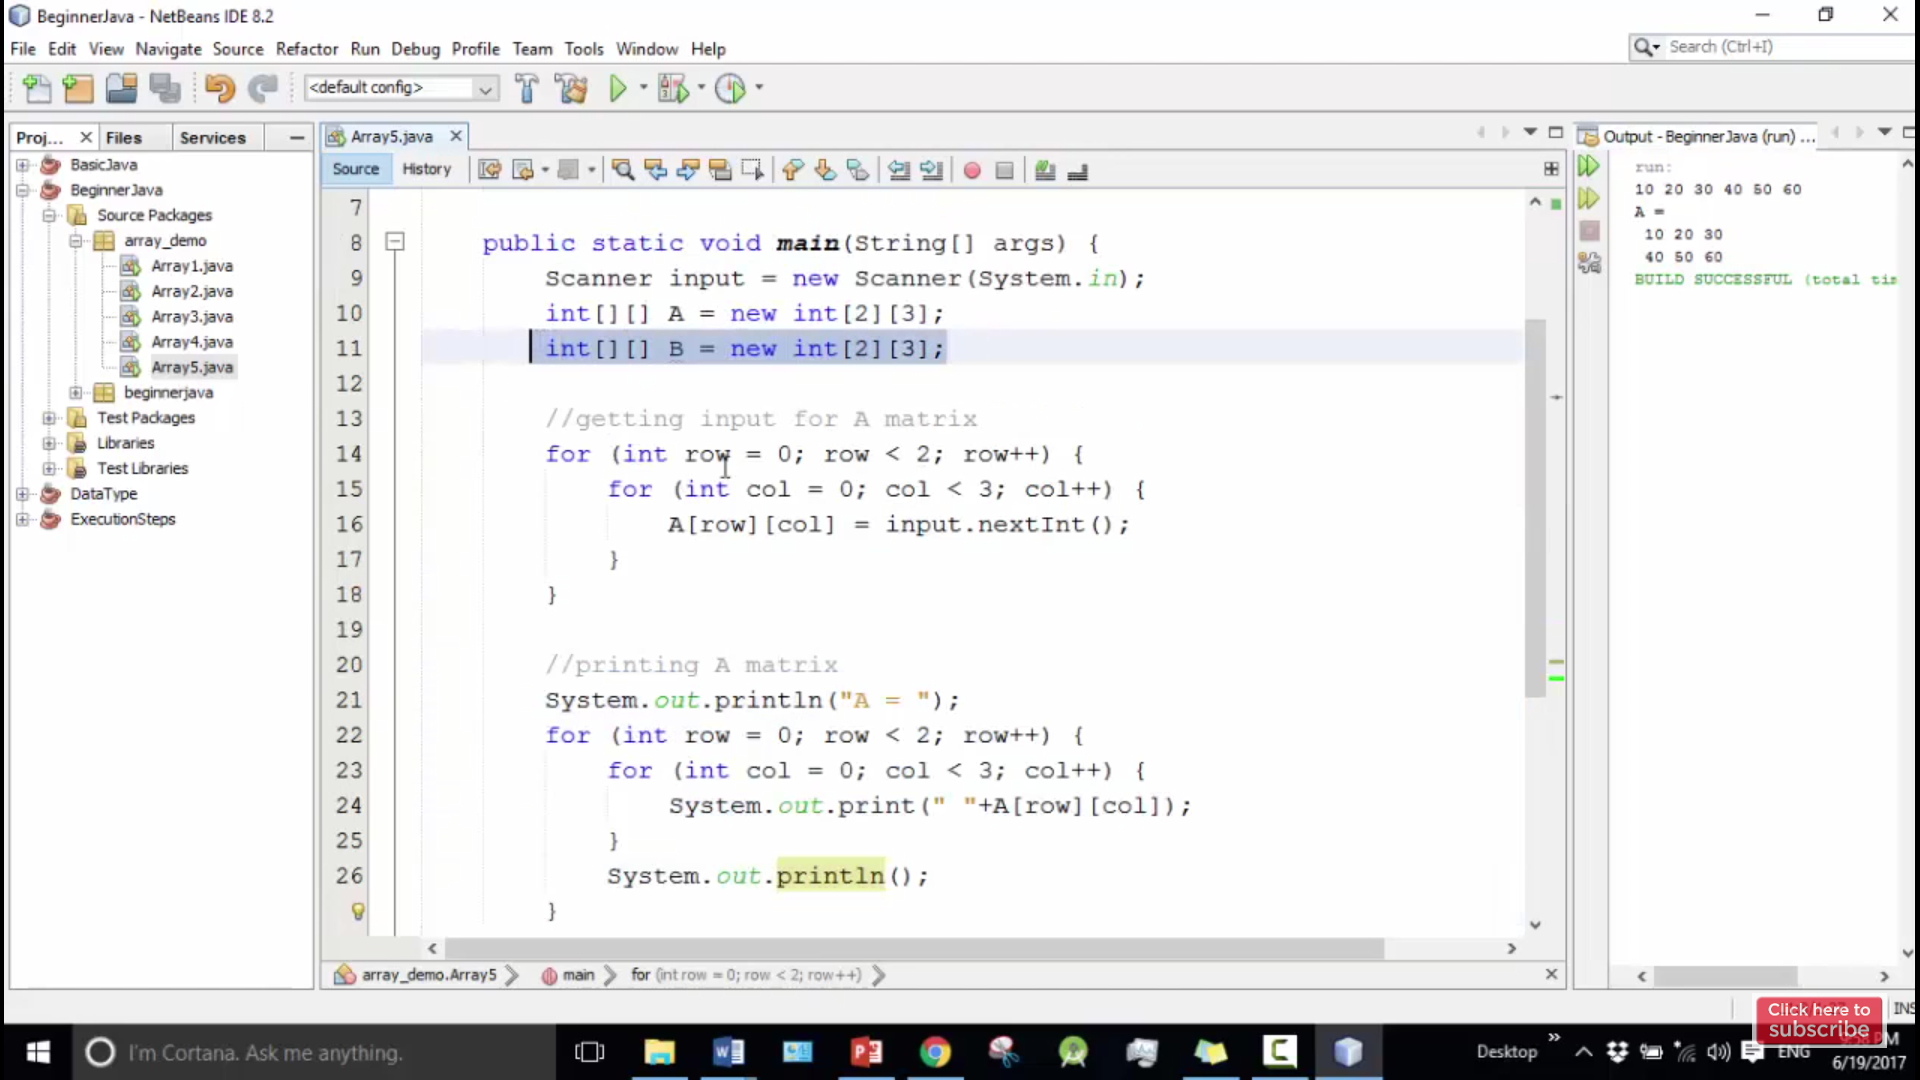 BeginnerJava - NetBeans IDE 8.2
File Edit View Navigate Source Refactor Run Debug Profile Team Tools Window Help
Search (Ctrl+I)
<default config>
Proj... Files Services
BasicJava
BeginnerJava
Source Packages
array_demo
Array1.java
Array2.java
Array3.java
Array4.java
Array5.java
beginnerjava
Test Packages
Libraries
Test Libraries
DataType
ExecutionSteps
Array5.java
Source History
7
8 public static void main(String[] args) {
9 Scanner input = new Scanner(System.in);
10 int[][] A = new int[2][3];
11 int[][] B = new int[2][3];
12
13 //getting input for A matrix
14 for (int row = 0; row < 2; row++) {
15 for (int col = 0; col < 3; col++) {
16 A[row][col] = input.nextInt();
17 }
18 }
19
20 //printing A matrix
21 System.out.println("A = ");
22 for (int row = 0; row < 2; row++) {
23 for (int col = 0; col < 3; col++) {
24 System.out.print(" "+A[row][col]);
25 }
26 System.out.println();
}
array_demo.Array5 main for (int row = 0; row < 2; row++)
Output - BeginnerJava (run) ...
run:
10 20 30 40 50 60
A =
10 20 30
40 50 60
BUILD SUCCESSFUL (total tim
INS
Click here to
subscribe
I'm Cortana. Ask me anything.
Desktop
ENG
6/19/2017